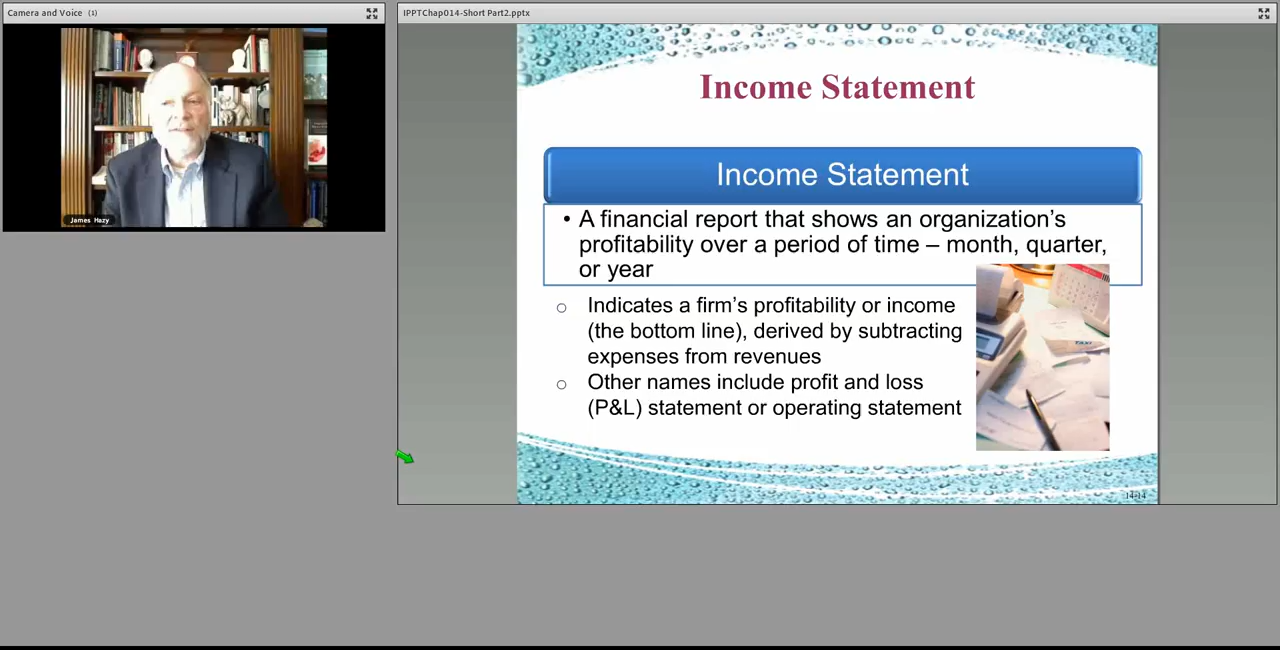 Camera and Voice (1)
James Hazy
IPPTChap014-Short Part2.pptx
Income Statement
Income Statement
• A financial report that shows an organization's
profitability over a period of time – month, quarter,
or year
○ Indicates a firm's profitability or income
(the bottom line), derived by subtracting
expenses from revenues
○ Other names include profit and loss
(P&L) statement or operating statement
14-14